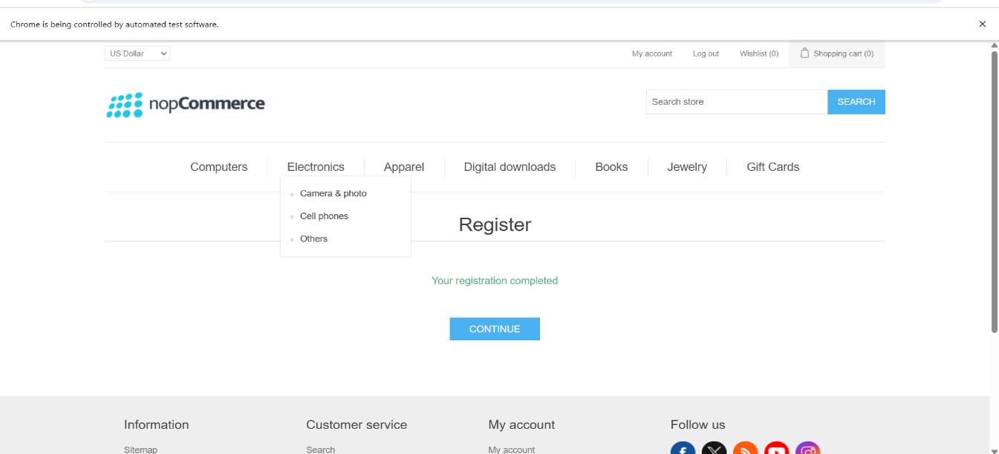 Chrome is being controlled by automated test software.
US Dollar
My account
Log out
Wishlist (0)
Shopping cart (0)
nopCommerce
Search store
SEARCH
Computers
Electronics
Apparel
Digital downloads
Books
Jewelry
Gift Cards
Camera & photo
Cell phones
Others
Register
Your registration completed
CONTINUE
Information
Customer service
My account
Follow us
Sitemap
Search
My account